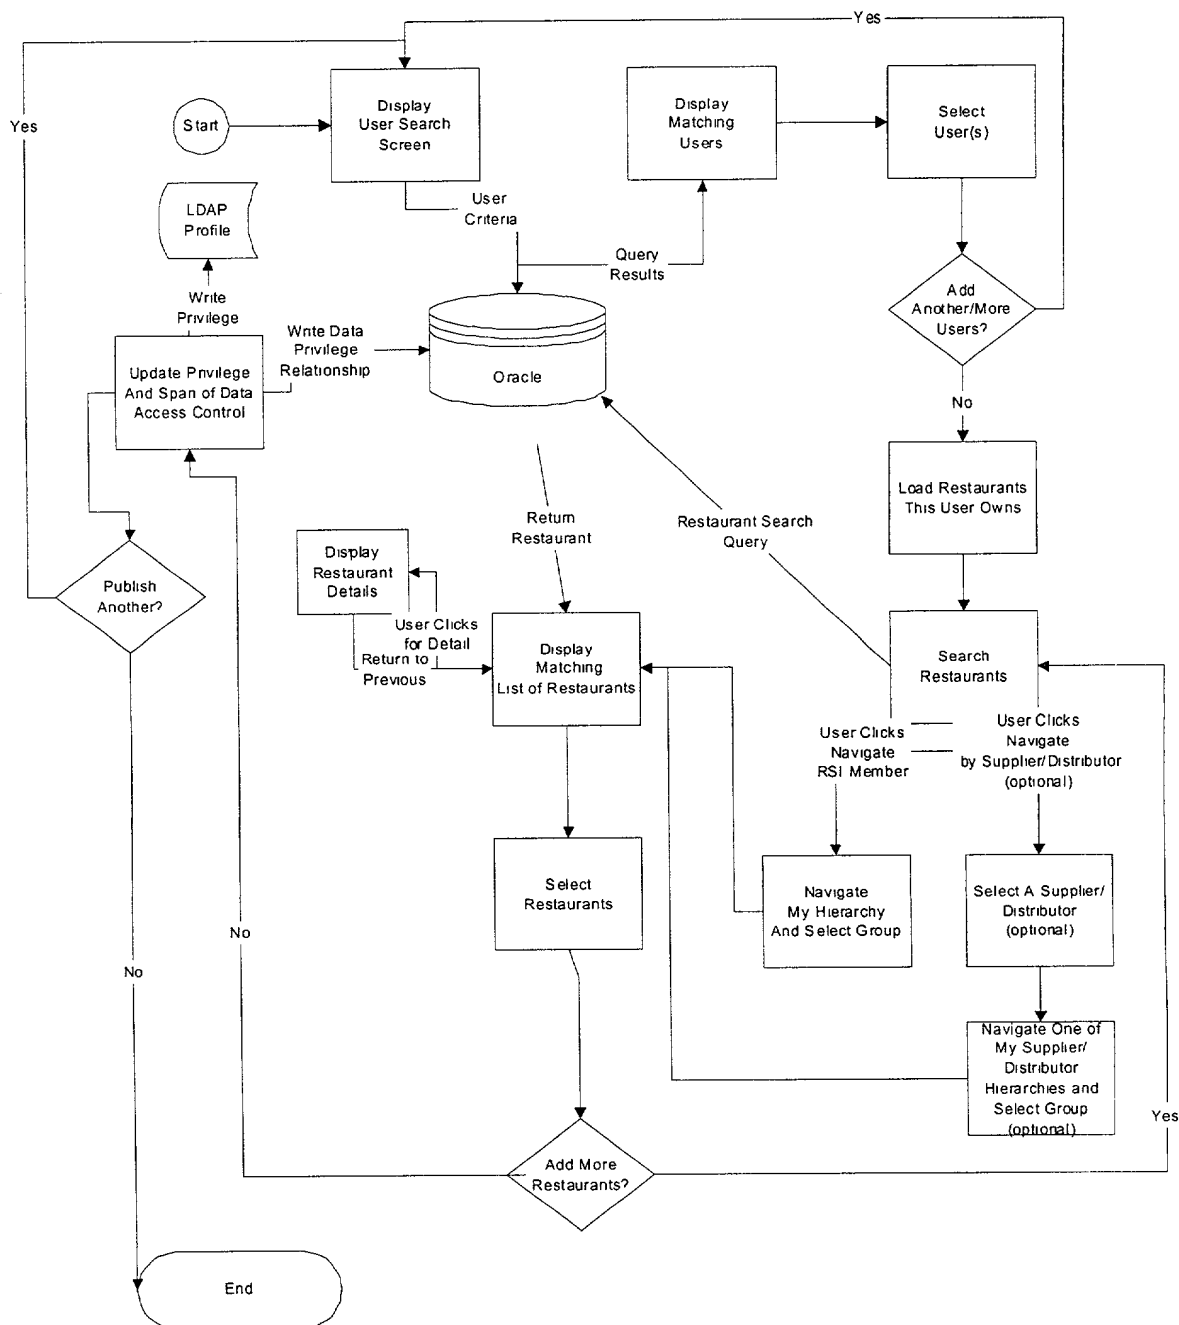 Yes
Yes
Start
Display
User Search
Screen
Display
Matching
Users
Select
User(s)
LDAP
Profile
User
Criteria
Query
Results
Write
Privilege
Write Data
Privilege
Relationship
Add
Another/More
Users?
Update Privilege
And Span of Data
Access Control
Oracle
No
Load Restaurants
This User Owns
Return
Restaurant
Restaurant Search
Query
Display
Restaurant
Details
Publish
Another?
User Clicks
for Detail
Return to
Previous
Display
Matching
List of Restaurants
Search
Restaurants
User Clicks
Navigate
RSI Member
User Clicks
Navigate
by Supplier/Distributor
(optional)
Select
Restaurants
Navigate
My Hierarchy
And Select Group
Select A Supplier/
Distributor
(optional)
No
No
Navigate One of
My Supplier/
Distributor
Hierarchies and
Select Group
(optional)
Yes
Add More
Restaurants?
End